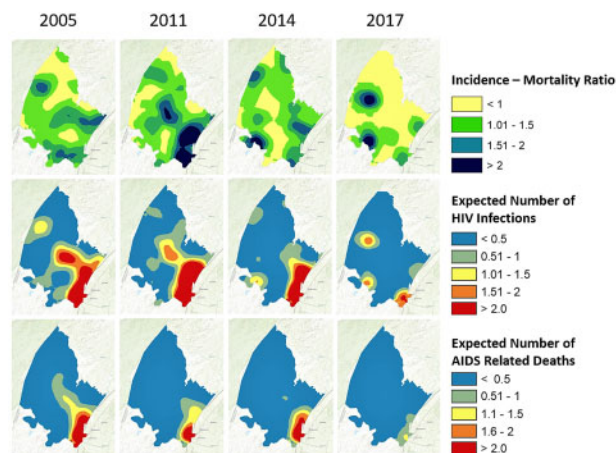 2005 2011 2014 2017
Incidence – Mortality Ratio
< 1
1.01 - 1.5
1.51 - 2
> 2
Expected Number of
HIV Infections
< 0.5
0.51 - 1
1.01 - 1.5
1.51 - 2
> 2.0
Expected Number of
AIDS Related Deaths
< 0.5
0.51 - 1
1.1 - 1.5
1.6 - 2
> 2.0